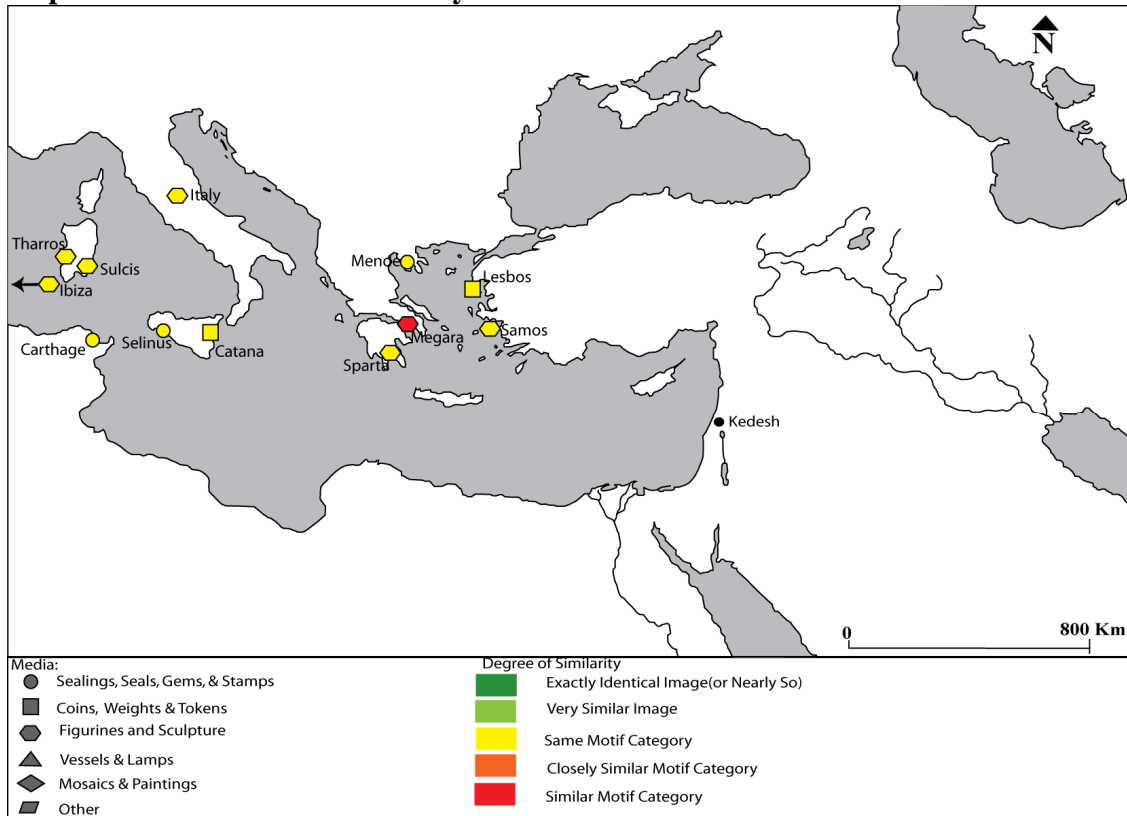 N
Italy
Tharros
Sulcis
Ibiza
Mende
Lesbos
Carthage
Selinus
Catana
Megara
Samos
Sparta
Kedesh
0
800 Km
Media:
Sealings, Seals, Gems, & Stamps
Coins, Weights & Tokens
Figurines and Sculpture
Vessels & Lamps
Mosaics & Paintings
Other
Degree of Similarity
Exactly Identical Image(or Nearly So)
Very Similar Image
Same Motif Category
Closely Similar Motif Category
Similar Motif Category